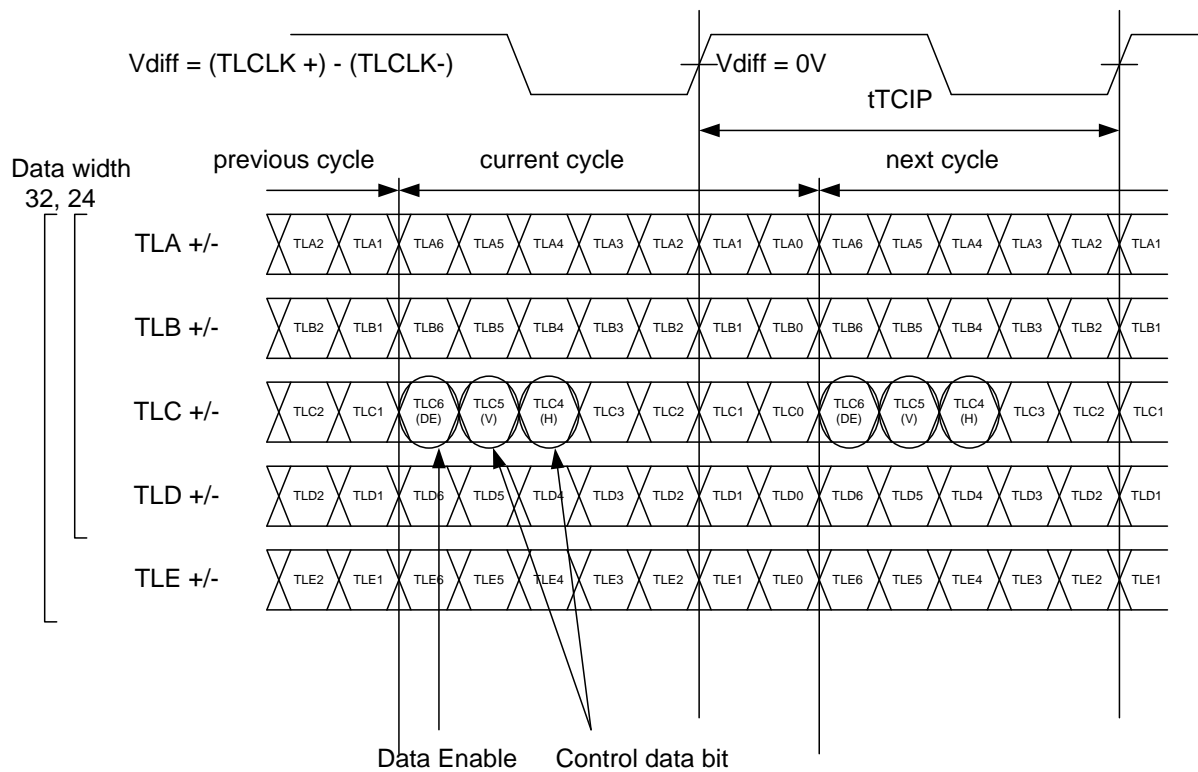 Vdiff = (TLCLK +) - (TLCLK-)
Vdiff = 0V
tTCIP
previous cycle
current cycle
next cycle
Data width
32, 24
TLA +/-
TLA2 TLA1 TLA6 TLA5 TLA4 TLA3 TLA2 TLA1 TLA0 TLA6 TLA5 TLA4 TLA3 TLA2 TLA1
TLB +/-
TLB2 TLB1 TLB6 TLB5 TLB4 TLB3 TLB2 TLB1 TLB0 TLB6 TLB5 TLB4 TLB3 TLB2 TLB1
TLC +/-
TLC2 TLC1 TLC6 TLC5 TLC4 TLC3 TLC2 TLC1 TLC0 TLC6 TLC5 TLC4 TLC3 TLC2 TLC1
(DE) (V) (H) (DE) (V) (H)
TLD +/-
TLD2 TLD1 TLD6 TLD5 TLD4 TLD3 TLD2 TLD1 TLD0 TLD6 TLD5 TLD4 TLD3 TLD2 TLD1
TLE +/-
TLE2 TLE1 TLE6 TLE5 TLE4 TLE3 TLE2 TLE1 TLE0 TLE6 TLE5 TLE4 TLE3 TLE2 TLE1
Data Enable
Control data bit